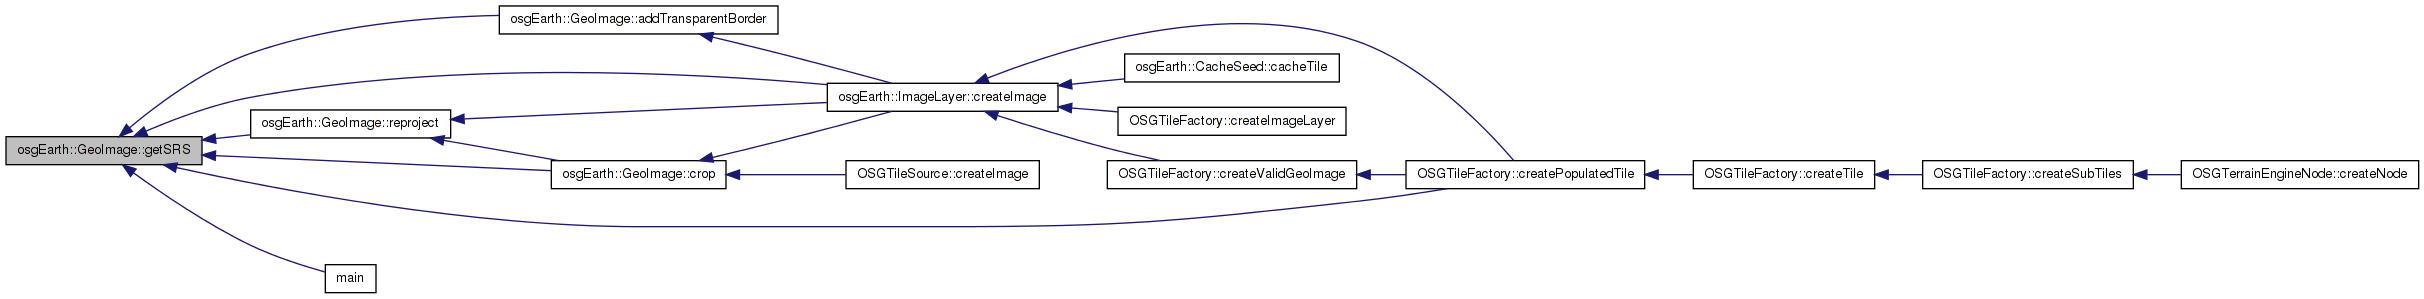 osgEarth::GeoImage::addTransparentBorder
osgEarth::CacheSeed::cacheTile
osgEarth::ImageLayer::createImage
osgEarth::GeoImage::reproject
OSGTileFactory::createImageLayer
osgEarth::GeoImage::getSRS
osgEarth::GeoImage::crop
OSGTileSource::createImage
OSGTileFactory::createValidGeoImage
OSGTileFactory::createPopulatedTile
OSGTileFactory::createTile
OSGTileFactory::createSubTiles
OSGTerrainEngineNode::createNode
main